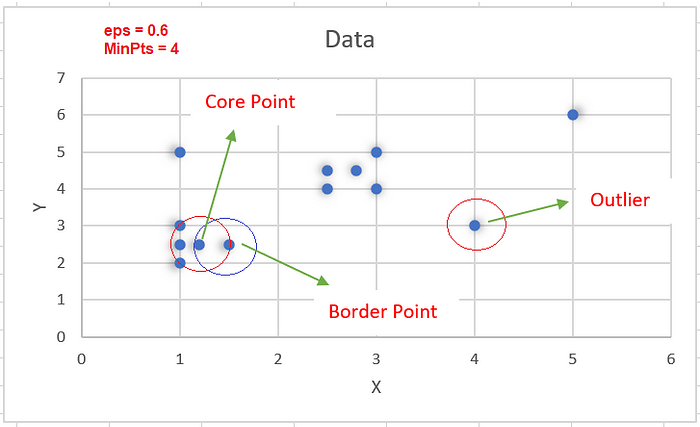 eps = 0.6
MinPts = 4
Data
7
Core Point
6
5
4
Outlier
3
2
Border Point
1
0
0 1 2 3 4 5 6
X
Y